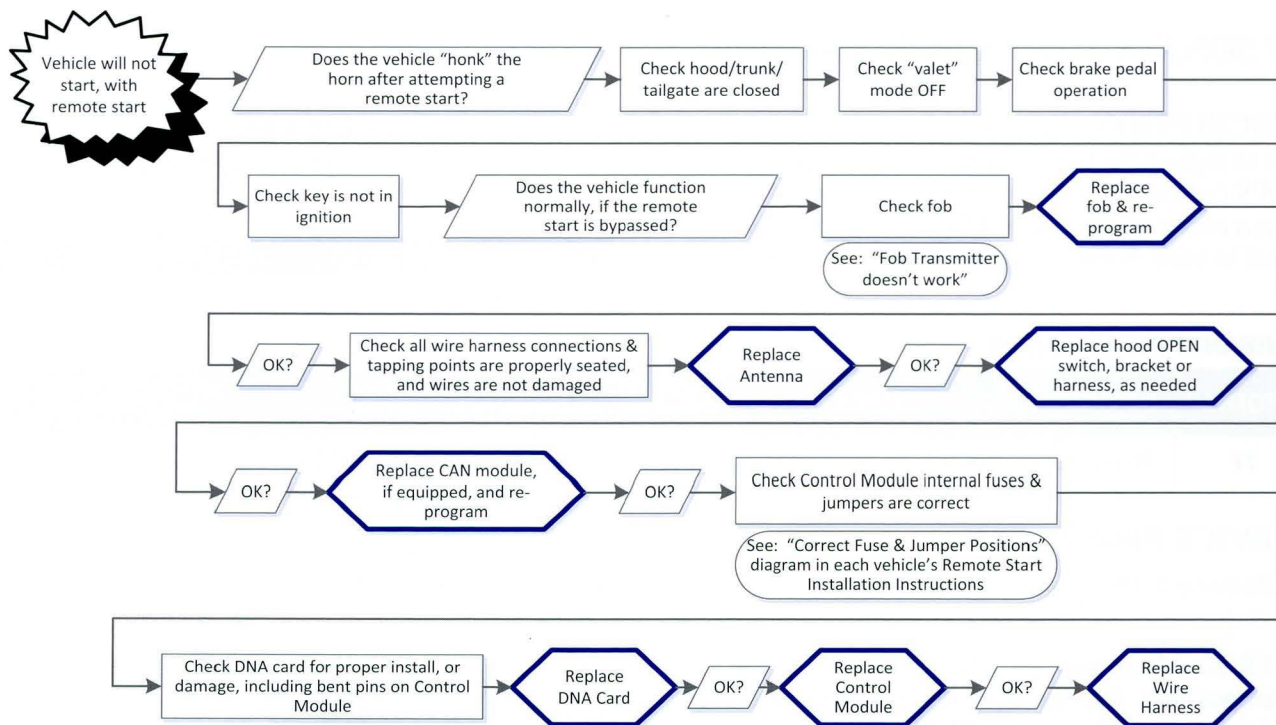 Vehicle will not
start, with
remote start
Does the vehicle “honk” the
horn after attempting a
remote start?
Check hood/trunk/
tailgate are closed
Check “valet”
mode OFF
Check brake pedal
operation
Check key is not in
ignition
Does the vehicle function
normally, if the remote
start is bypassed?
Check fob
See:  “Fob Transmitter
doesn’t work”
Replace
fob & re-
program
OK?
Check all wire harness connections &
tapping points are properly seated,
and wires are not damaged
Replace
Antenna
OK?
Replace hood OPEN
switch, bracket or
harness, as needed
OK?
Replace CAN module,
if equipped, and re-
program
OK?
Check Control Module internal fuses &
jumpers are correct
See:  “Correct Fuse & Jumper Positions”
diagram in each vehicle’s Remote Start
Installation Instructions
Check DNA card for proper install, or
damage, including bent pins on Control
Module
Replace
DNA Card
OK?
Replace
Control
Module
OK?
Replace
Wire
Harness